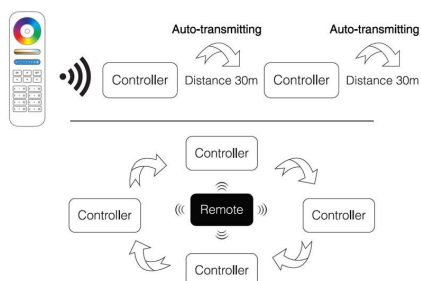 Auto-transmitting
Auto-transmitting
Controller
Distance 30m
Controller
Distance 30m
Controller
Controller
Remote
Controller
Controller